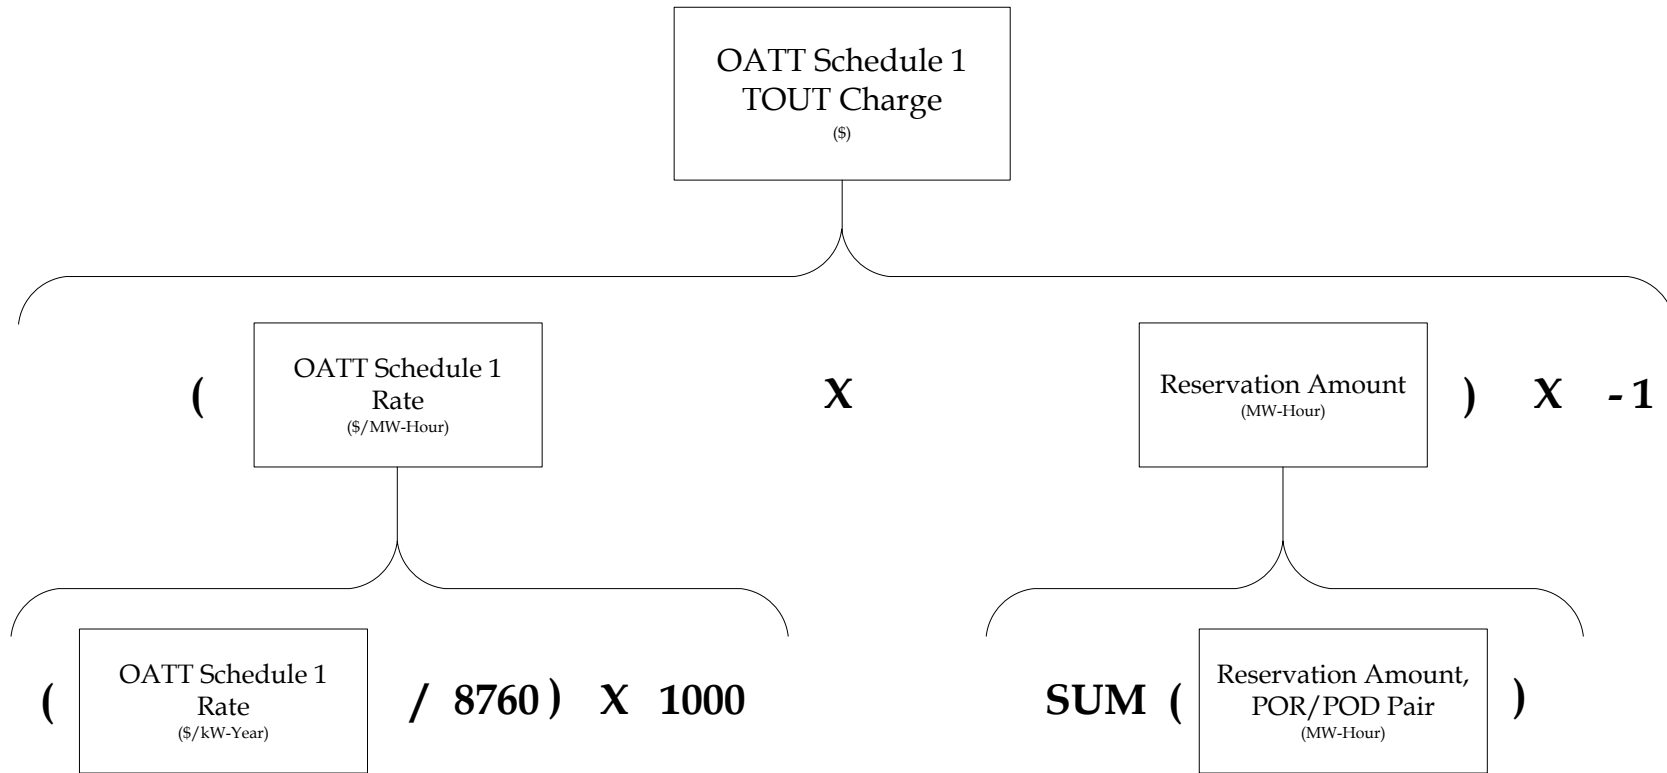 OATT Schedule 1
TOUT Charge
($)
(
OATT Schedule 1
Rate
($/MW-Hour)
X
Reservation Amount
(MW-Hour)
) X - 1
(
OATT Schedule 1
Rate
($/kW-Year)
/ 8760 ) X 1000
SUM (
Reservation Amount,
POR/POD Pair
(MW-Hour)
)